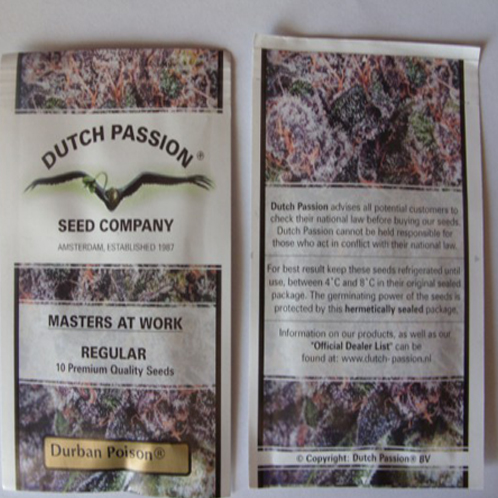 DUTCH PASSION®
SEED COMPANY
AMSTERDAM, ESTABLISHED 1987
MASTERS AT WORK
REGULAR
10 Premium Quality Seeds
Durban Poison®
Dutch Passion advises all potential customers to
check their national law before buying our seeds.
Dutch Passion cannot be held responsible for
those who act in conflict with their national law.
For best result keep these seeds refrigerated until
use, between 4°C and 8°C in their original sealed
package. The germinating power of the seeds is
protected by this hermetically sealed package.
Information on our products, as well as our
"Official Dealer List" can be
found at: www.dutch-passion.nl
© Copyright: Dutch Passion® BV